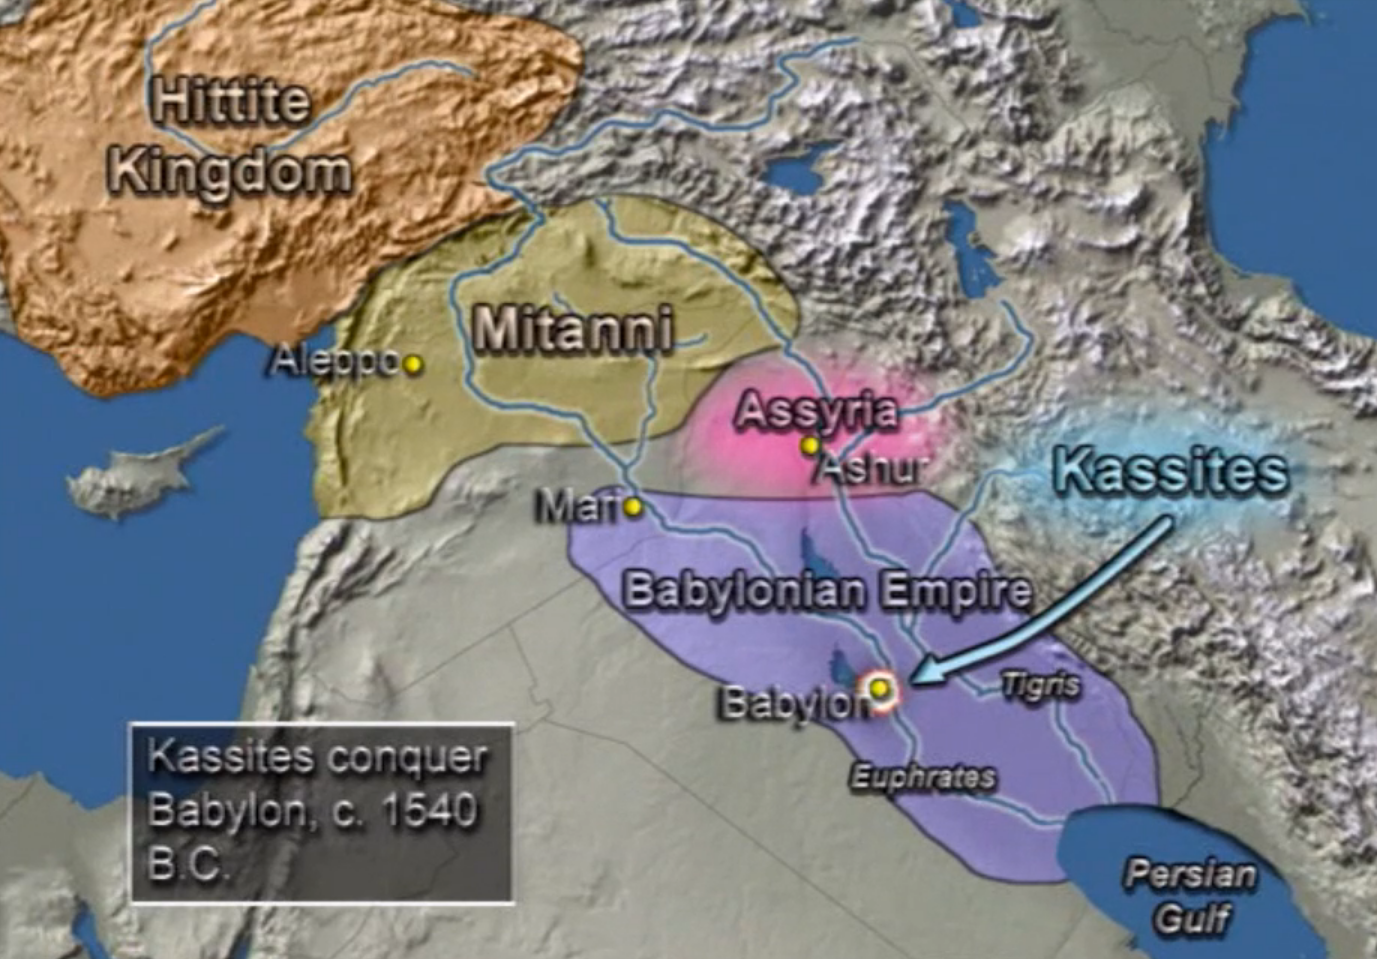 Hittite
Kingdom
Mitanni
Aleppo
Assyria
Ashur
Kassites
Mari
Babylonian Empire
Tigris
Babylon
Kassites conquer
Babylon, c. 1540
B.C.
Euphrates
Persian
Gulf